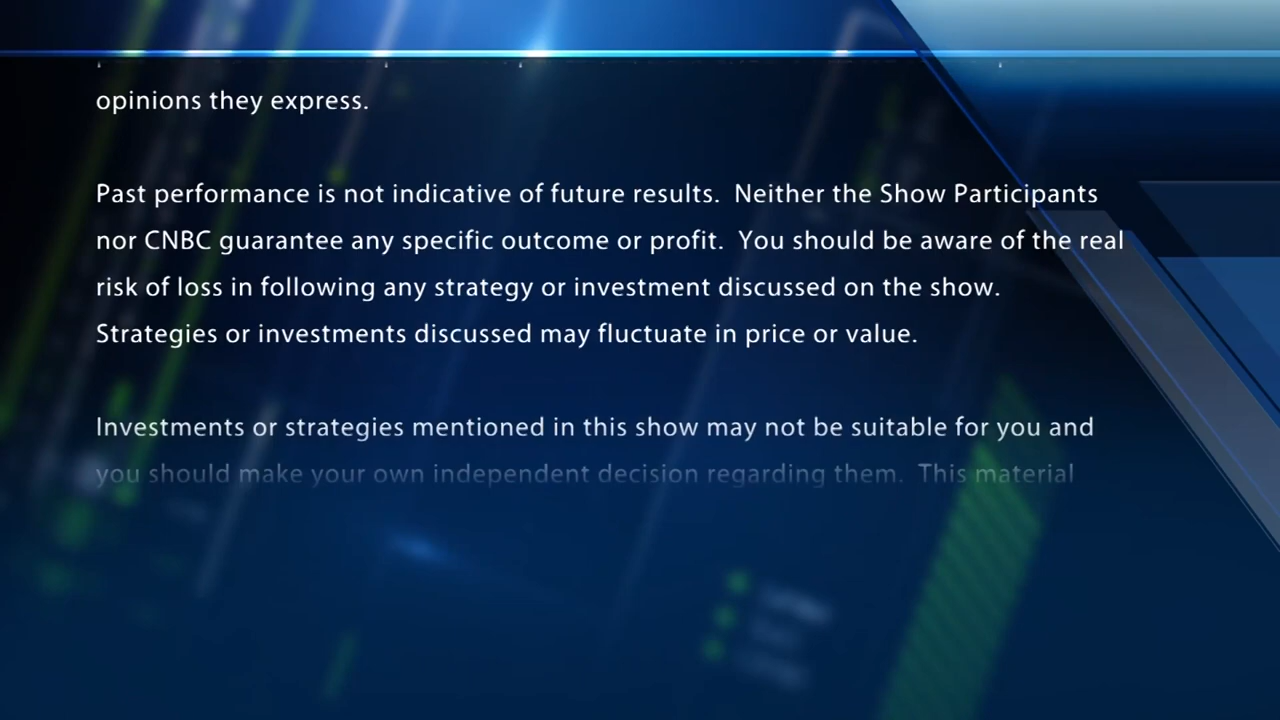 opinions they express.
Past performance is not indicative of future results.  Neither the Show Participants
nor CNBC guarantee any specific outcome or profit.  You should be aware of the real
risk of loss in following any strategy or investment discussed on the show.
Strategies or investments discussed may fluctuate in price or value.
Investments or strategies mentioned in this show may not be suitable for you and
you should make your own independent decision regarding them.  This material